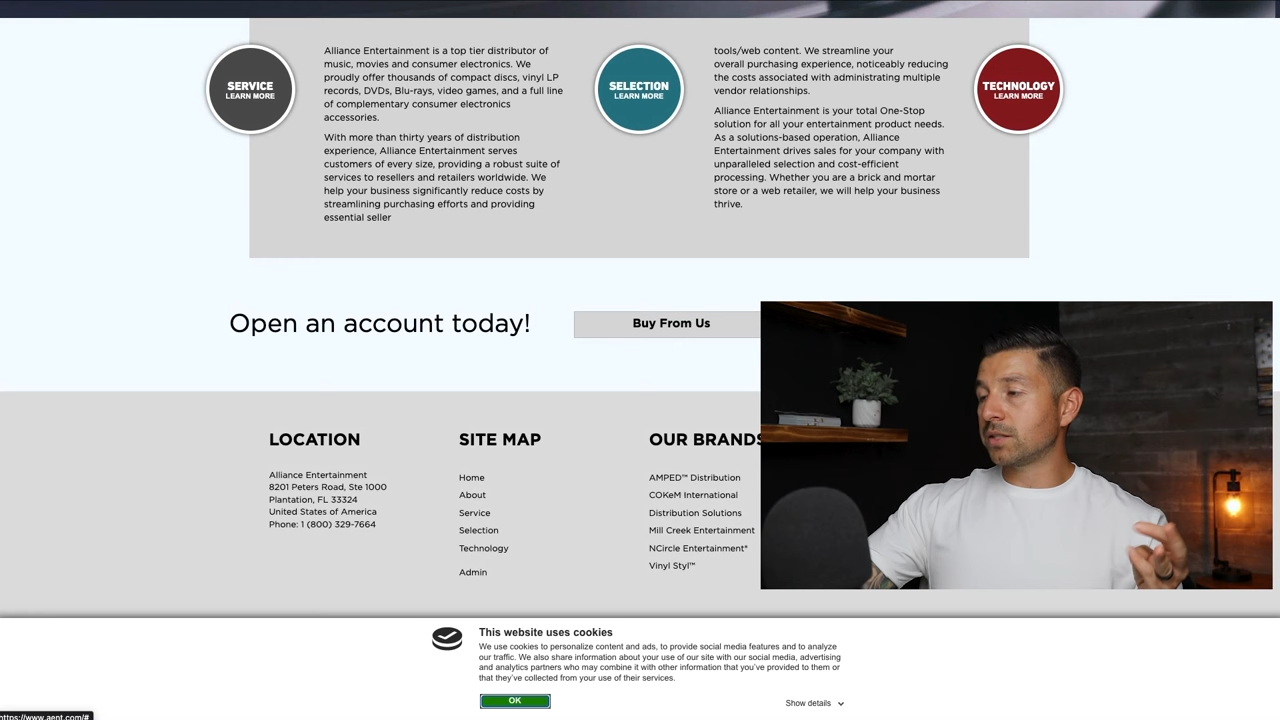 SERVICE
LEARN MORE
Alliance Entertainment is a top tier distributor of
music, movies and consumer electronics. We
proudly offer thousands of compact discs, vinyl LP
records, DVDs, Blu-rays, video games, and a full line
of complementary consumer electronics
accessories.
With more than thirty years of distribution
experience, Alliance Entertainment serves
customers of every size, providing a robust suite of
services to resellers and retailers worldwide. We
help your business significantly reduce costs by
streamlining purchasing efforts and providing
essential seller
SELECTION
LEARN MORE
tools/web content. We streamline your
overall purchasing experience, noticeably reducing
the costs associated with administrating multiple
vendor relationships.
Alliance Entertainment is your total One-Stop
solution for all your entertainment product needs.
As a solutions-based operation, Alliance
Entertainment drives sales for your company with
unparalleled selection and cost-efficient
processing. Whether you are a brick and mortar
store or a web retailer, we will help your business
thrive.
TECHNOLOGY
LEARN MORE
Open an account today!
Buy From Us
LOCATION
Alliance Entertainment
8201 Peters Road, Ste 1000
Plantation, FL 33324
United States of America
Phone: 1 (800) 329-7664
SITE MAP
Home
About
Service
Selection
Technology
Admin
OUR BRANDS
AMPED™ Distribution
COKeM International
Distribution Solutions
Mill Creek Entertainment
NCircle Entertainment®
Vinyl Styl™
This website uses cookies
We use cookies to personalize content and ads, to provide social media features and to analyze
our traffic. We also share information about your use of our site with our social media, advertising
and analytics partners who may combine it with other information that you've provided to them or
that they've collected from your use of their services.
OK
Show details
https://www.aent.com/#